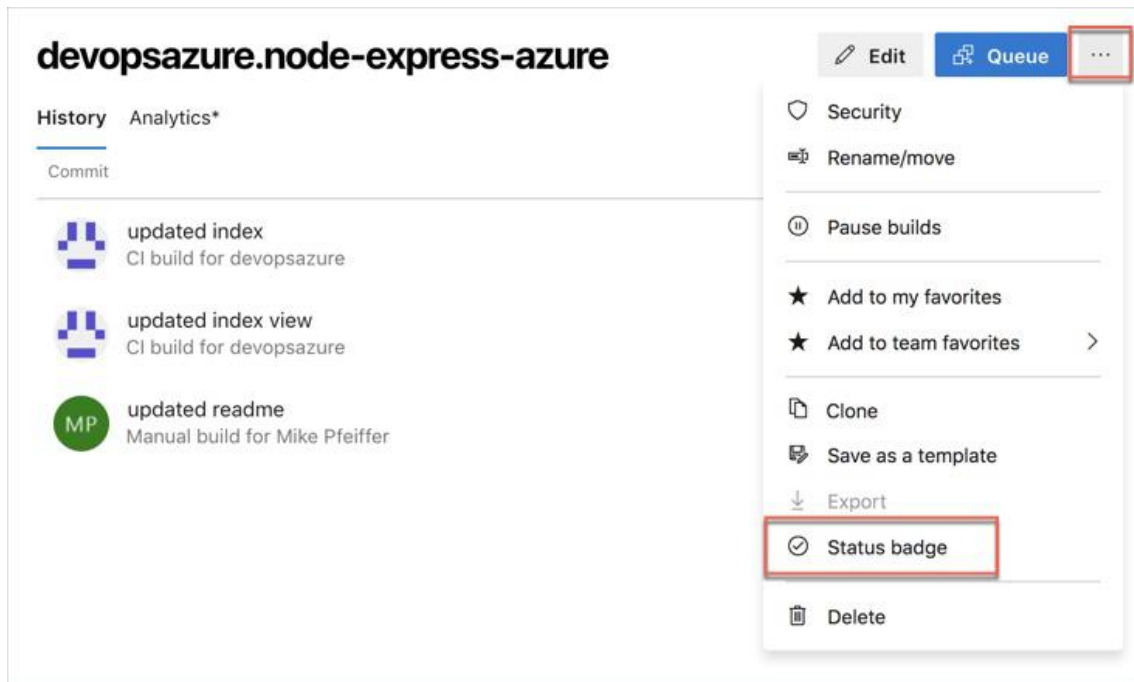 devopsazure.node-express-azure
Edit
Queue
...
History
Analytics*
Commit
updated index
CI build for devopsazure
updated index view
CI build for devopsazure
MP
updated readme
Manual build for Mike Pfeiffer
Security
Rename/move
Pause builds
Add to my favorites
Add to team favorites
Clone
Save as a template
Export
Status badge
Delete